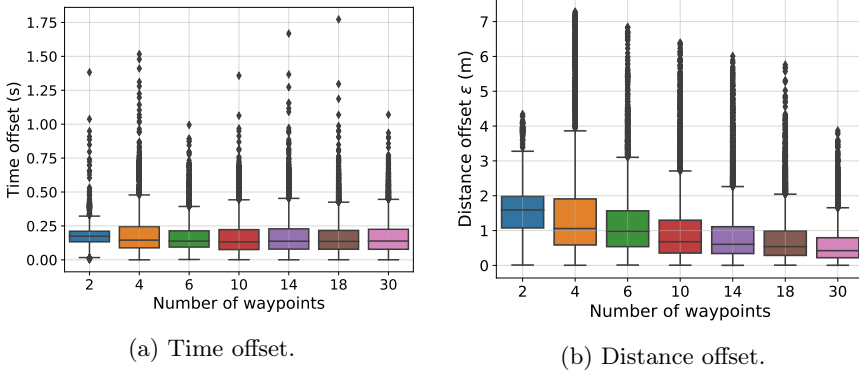 Time offset (s)
1.75
1.50
1.25
1.00
0.75
0.50
0.25
0.00
2 4 6 10 14 18 30
Number of waypoints
(a) Time offset.
Distance offset ε (m)
7
6
5
4
3
2
1
0
2 4 6 10 14 18 30
Number of waypoints
(b) Distance offset.